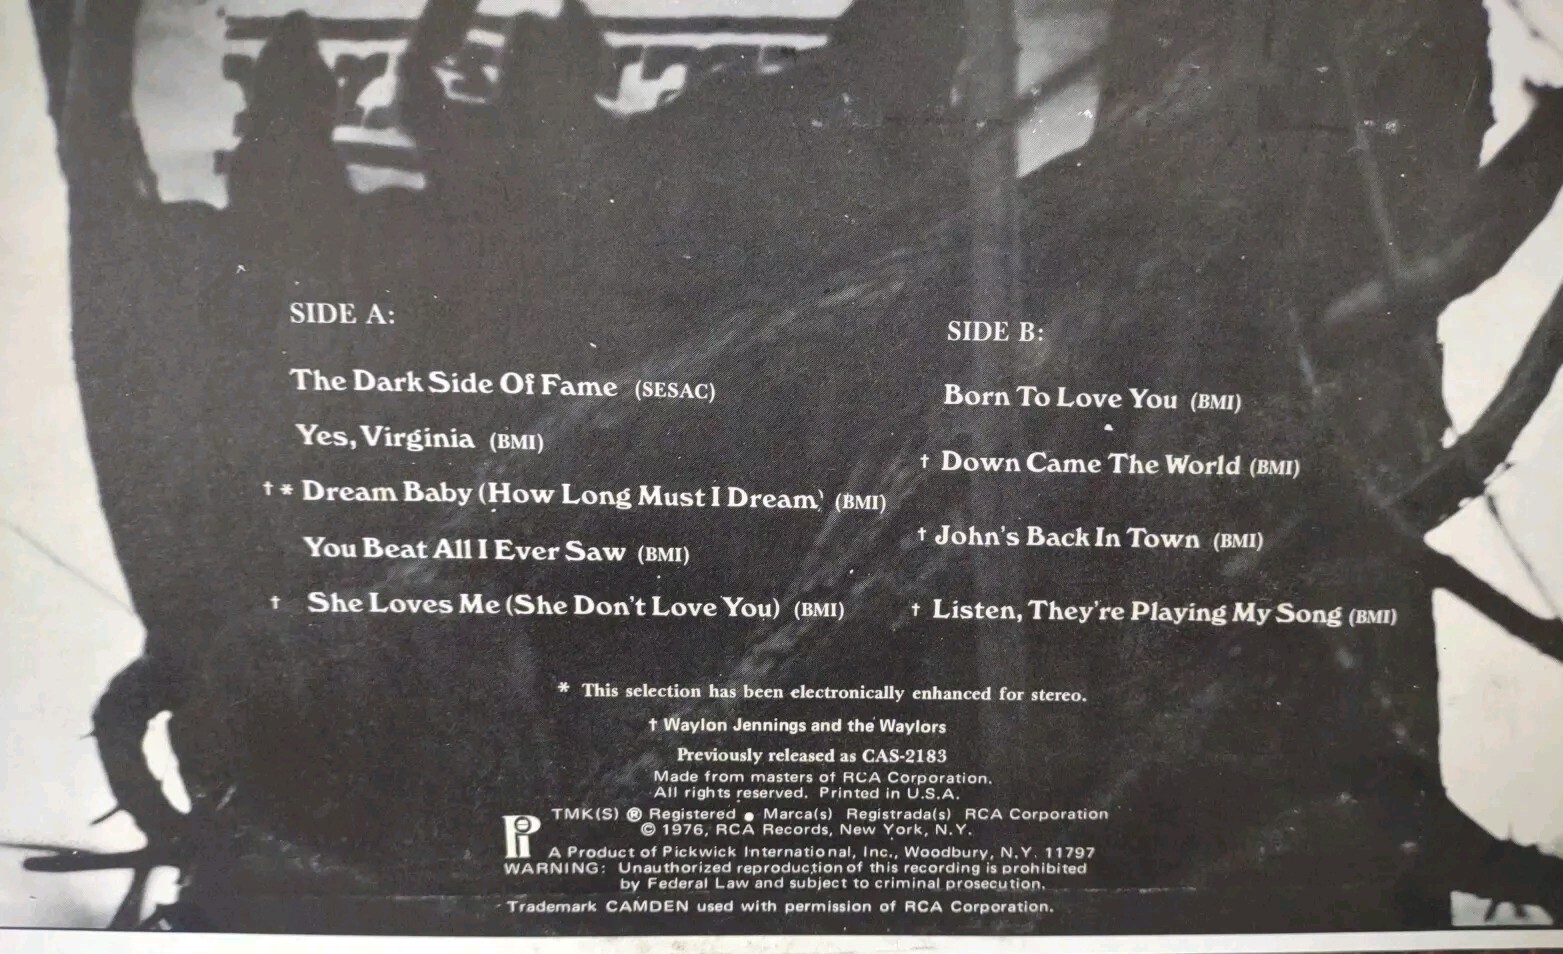 SIDE A:
The Dark Side Of Fame (SESAC)
Yes, Virginia (BMI)
† * Dream Baby (How Long Must I Dream) (BMI)
You Beat All I Ever Saw (BMI)
† She Loves Me (She Don't Love You) (BMI)
SIDE B:
Born To Love You (BMI)
† Down Came The World (BMI)
† John's Back In Town (BMI)
† Listen, They're Playing My Song (BMI)
* This selection has been electronically enhanced for stereo.
† Waylon Jennings and the Waylors
Previously released as CAS-2183
Made from masters of RCA Corporation.
All rights reserved. Printed in U.S.A.
TMK(S) ® Registered ● Marca(s) Registrada(s) RCA Corporation
© 1976, RCA Records, New York, N.Y.
A Product of Pickwick International, Inc., Woodbury, N.Y. 11797
WARNING: Unauthorized reproduction of this recording is prohibited
by Federal Law and subject to criminal prosecution.
Trademark CAMDEN used with permission of RCA Corporation.